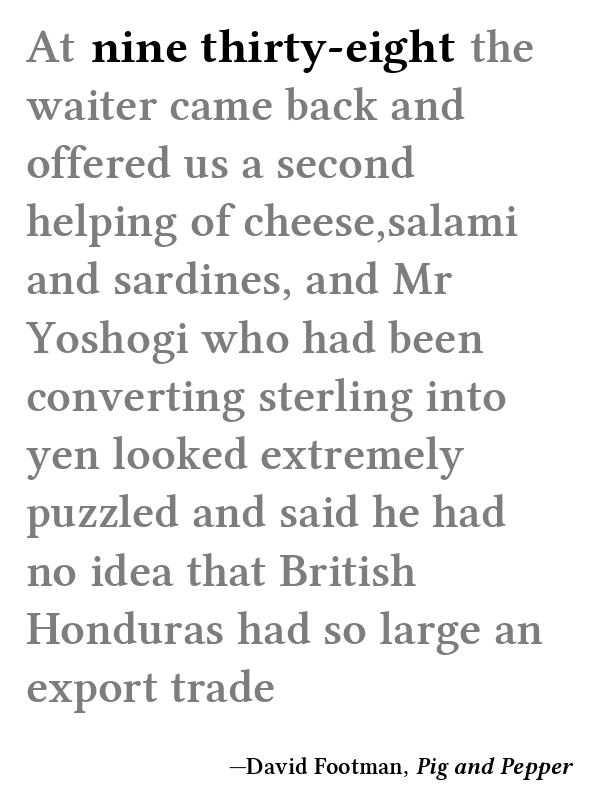 At nine thirty-eight the
waiter came back and
offered us a second
helping of cheese,salami
and sardines, and Mr
Yoshogi who had been
converting sterling into
yen looked extremely
puzzled and said he had
no idea that British
Honduras had so large an
export trade
—David Footman, Pig and Pepper